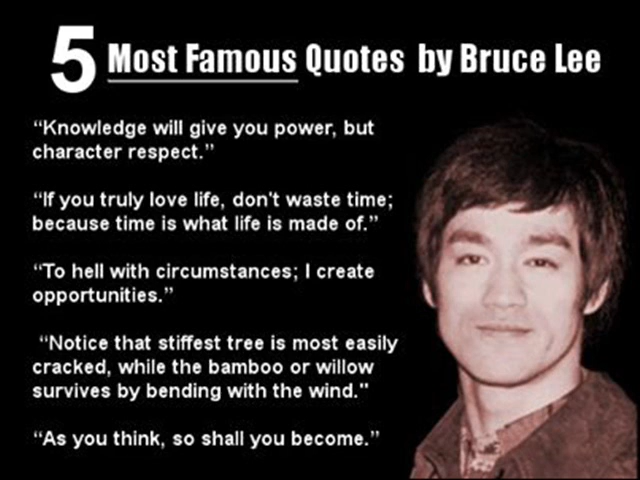 5 Most Famous Quotes by Bruce Lee
“Knowledge will give you power, but
character respect.”
“If you truly love life, don't waste time;
because time is what life is made of.”
“To hell with circumstances; I create
opportunities.”
“Notice that stiffest tree is most easily
cracked, while the bamboo or willow
survives by bending with the wind."
“As you think, so shall you become.”